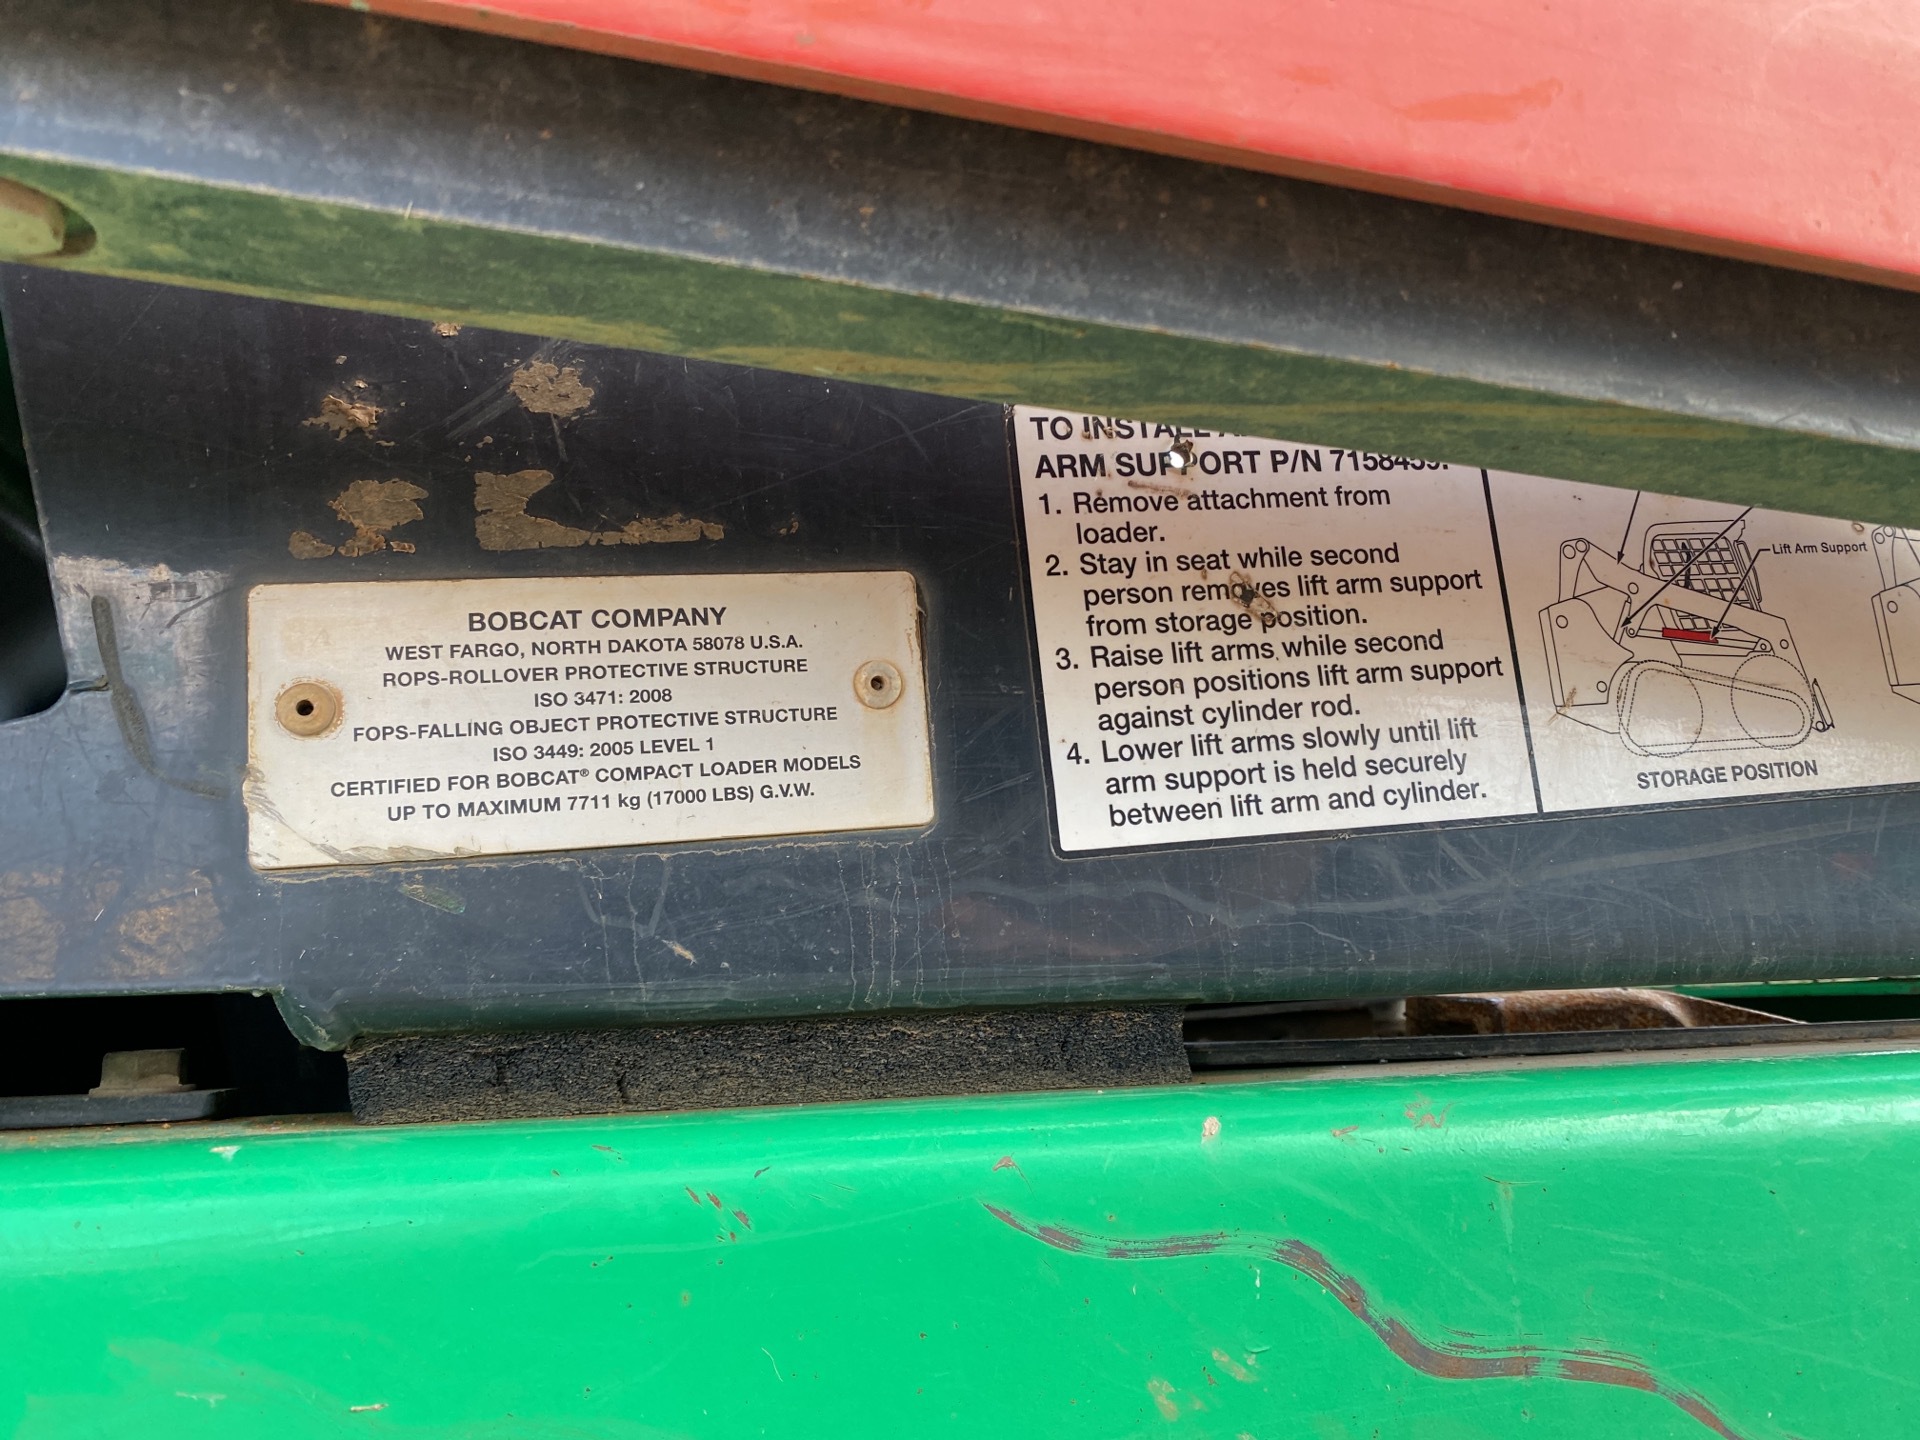 BOBCAT COMPANY
WEST FARGO, NORTH DAKOTA 58078 U.S.A.
ROPS-ROLLOVER PROTECTIVE STRUCTURE
ISO 3471: 2008
FOPS-FALLING OBJECT PROTECTIVE STRUCTURE
ISO 3449: 2005 LEVEL 1
CERTIFIED FOR BOBCAT® COMPACT LOADER MODELS
UP TO MAXIMUM 7711 kg (17000 LBS) G.V.W.
TO INSTALL
ARM SUPPORT P/N
1. Remove attachment from
loader.
2. Stay in seat while second
person removes lift arm support
from storage position.
3. Raise lift arms while second
person positions lift arm support
against cylinder rod.
4. Lower lift arms slowly until lift
arm support is held securely
between lift arm and cylinder.
Lift Arm Support
STORAGE POSITION